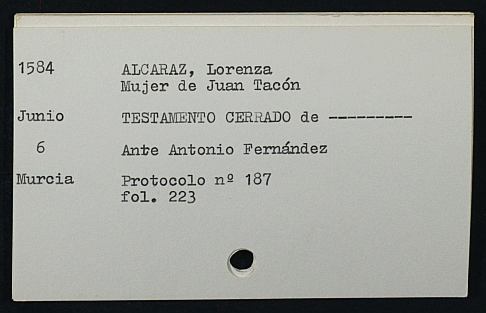 1584 ALCARAZ, Lorenza
Mujer de Juan Tacón
Junio TESTAMENTO CERRADO de ---------
6 Ante Antonio Fernández
Murcia Protocolo nº 187
fol. 223